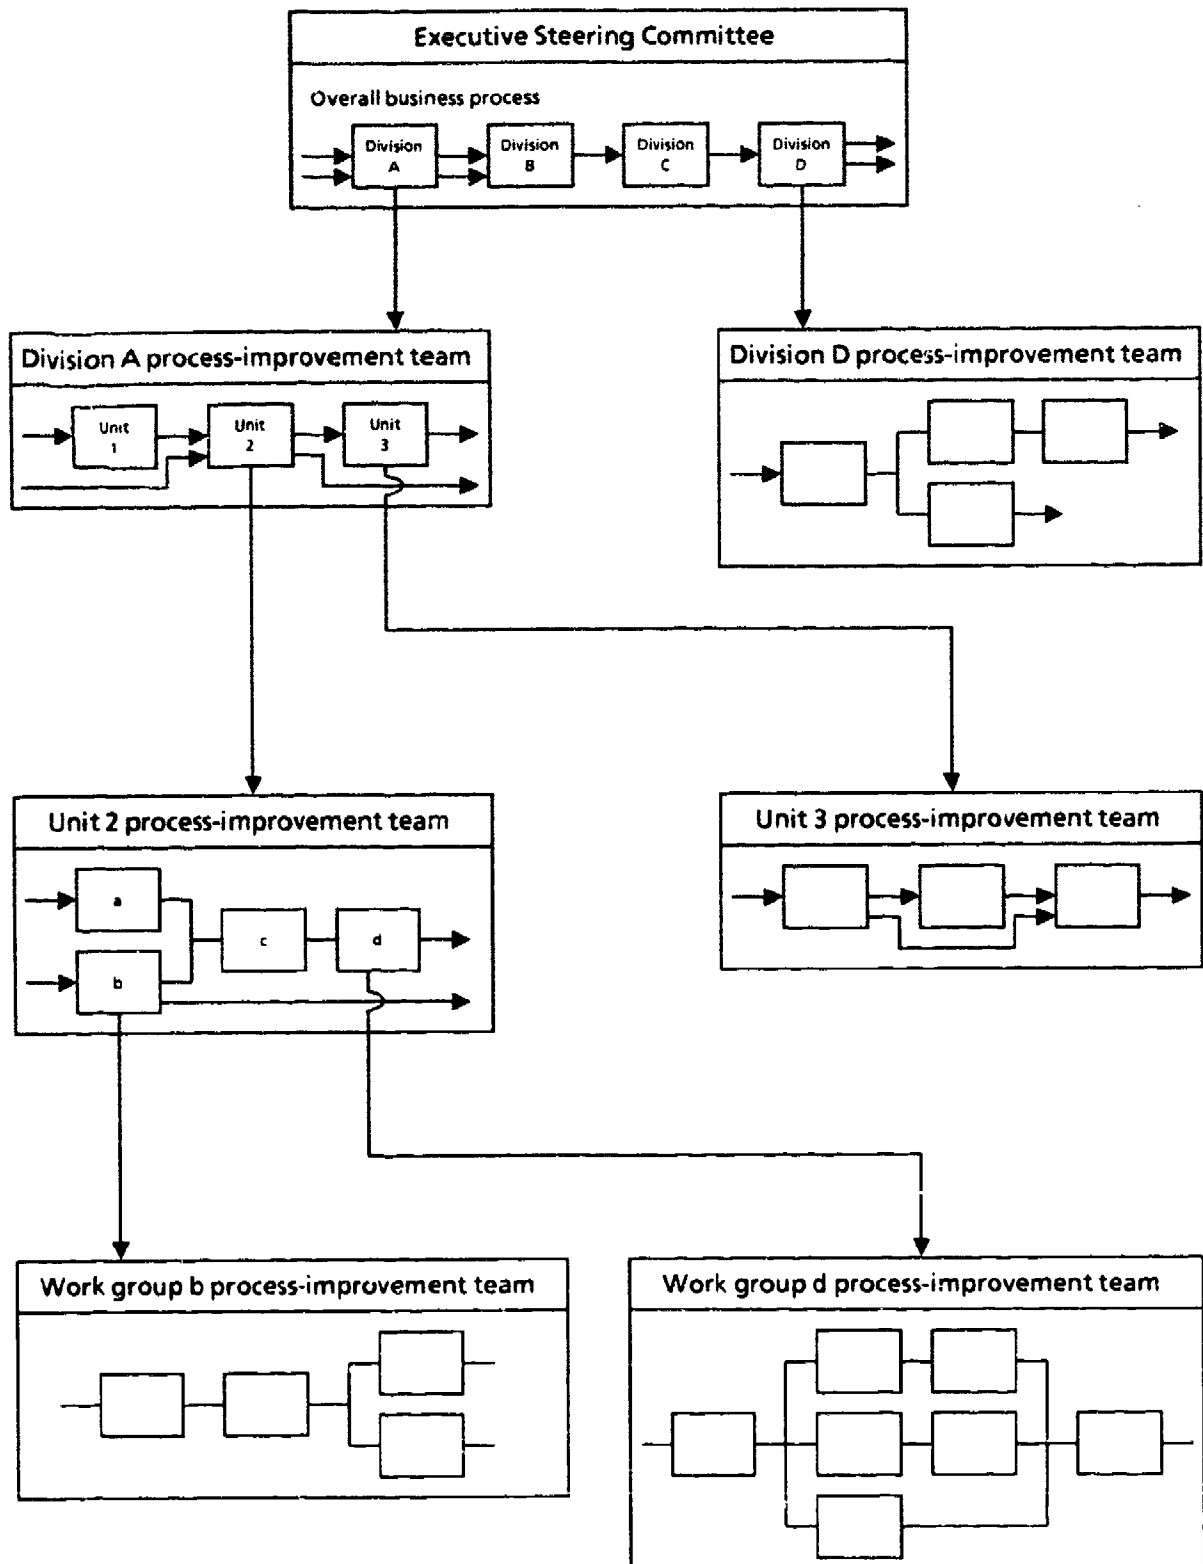 Executive Steering Committee
Overall business process
Division
A
Division
B
Division
C
Division
D
Division A process-improvement team
Unit
1
Unit
2
Unit
3
Division D process-improvement team
Unit 2 process-improvement team
a
b
c
d
Unit 3 process-improvement team
Work group b process-improvement team
Work group d process-improvement team